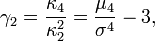 γ₂ = κ₄/κ₂² = μ₄/σ⁴ − 3,